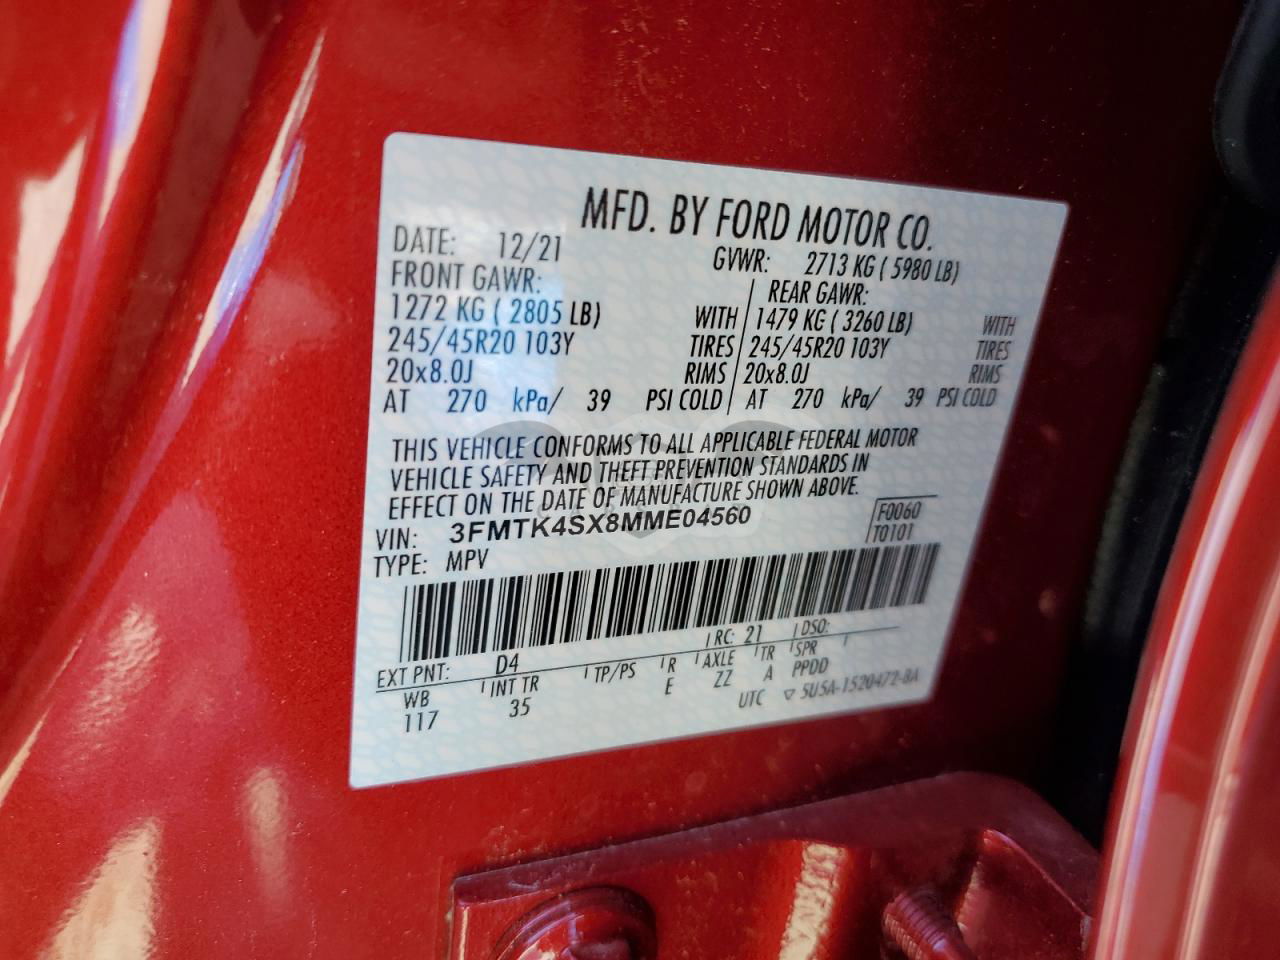 MFD. BY FORD MOTOR CO.
DATE: 12/21 GVWR: 2713 KG ( 5980 LB)
FRONT GAWR: REAR GAWR:
1272 KG ( 2805 LB) WITH 1479 KG ( 3260 LB) WITH
245/45R20 103Y TIRES 245/45R20 103Y TIRES
20x8.0J RIMS 20x8.0J RIMS
AT 270 kPa/ 39 PSI COLD AT 270 kPa/ 39 PSI COLD
THIS VEHICLE CONFORMS TO ALL APPLICABLE FEDERAL MOTOR
VEHICLE SAFETY AND THEFT PREVENTION STANDARDS IN
EFFECT ON THE DATE OF MANUFACTURE SHOWN ABOVE.
VIN: 3FMTK4SX8MME04560 F0060
TYPE: MPV T0101
EXT PNT: D4 RC: 21 DSO:
WB INT TR TP/PS R AXLE TR SPR
117 35 E ZZ A PPDD
UTC ▽ 5U5A-1520472-BA